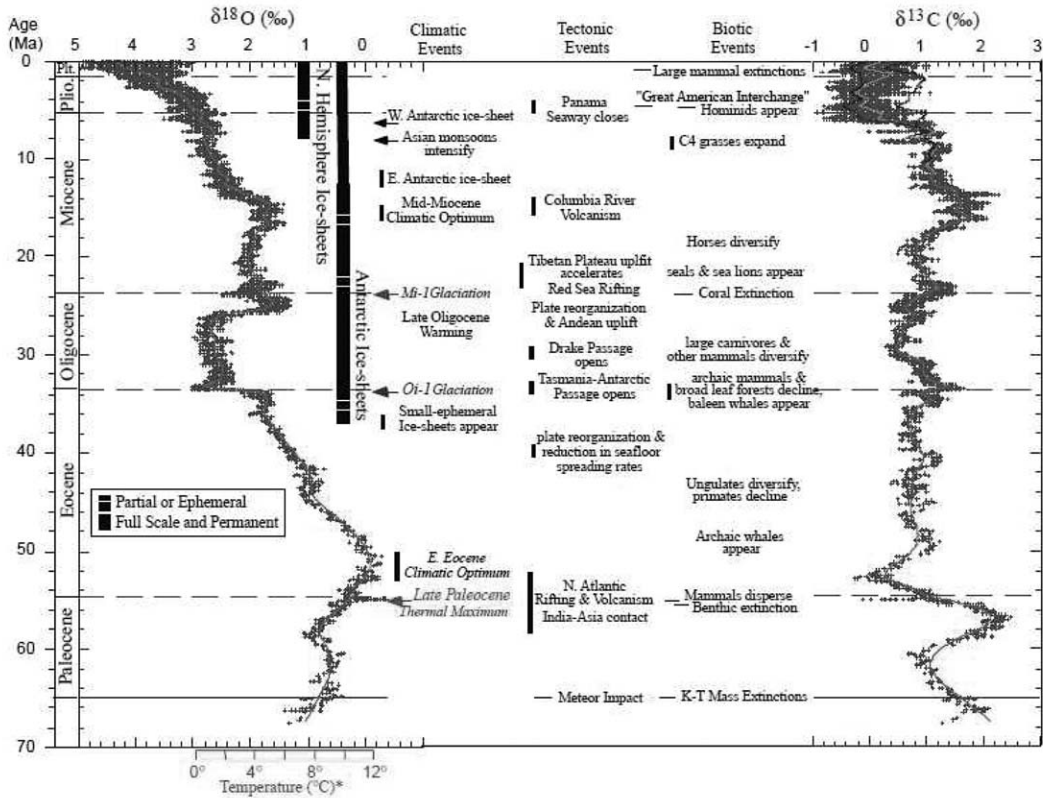 Age
(Ma)
δ18O (‰)
5 4 3 2 1 0
Climatic
Events
Tectonic
Events
Biotic
Events
δ13C (‰)
-1 0 1 2 3
0
10
20
30
40
50
60
70
Plt.
Plio.
Miocene
Oligocene
Eocene
Paleocene
N. Hemisphere Ice-sheets
Antarctic Ice-sheets
W. Antarctic ice-sheet
Asian monsoons
intensify
E. Antarctic ice-sheet
Mid-Miocene
Climatic Optimum
Mi-1Glaciation
Late Oligocene
Warming
Oi-1 Glaciation
Small-ephemeral
Ice-sheets appear
E. Eocene
Climatic Optimum
Late Paleocene
Thermal Maximum
Panama
Seaway closes
Columbia River
Volcanism
Tibetan Plateau uplfit
accelerates
Red Sea Rifting
Plate reorganization
& Andean uplift
Drake Passage
opens
Tasmania-Antarctic
Passage opens
plate reorganization &
reduction in seafloor
spreading rates
N. Atlantic
Rifting & Volcanism
India-Asia contact
Meteor Impact
Large mammal extinctions
"Great American Interchange"
Hominids appear
C4 grasses expand
Horses diversify
seals & sea lions appear
Coral Extinction
large carnivores &
other mammals diversify
archaic mammals &
broad leaf forests decline,
baleen whales appear
Ungulates diversify,
primates decline
Archaic whales
appear
Mammals disperse
Benthic extinction
K-T Mass Extinctions
Partial or Ephemeral
Full Scale and Permanent
0° 4° 8° 12°
Temperature (°C)*